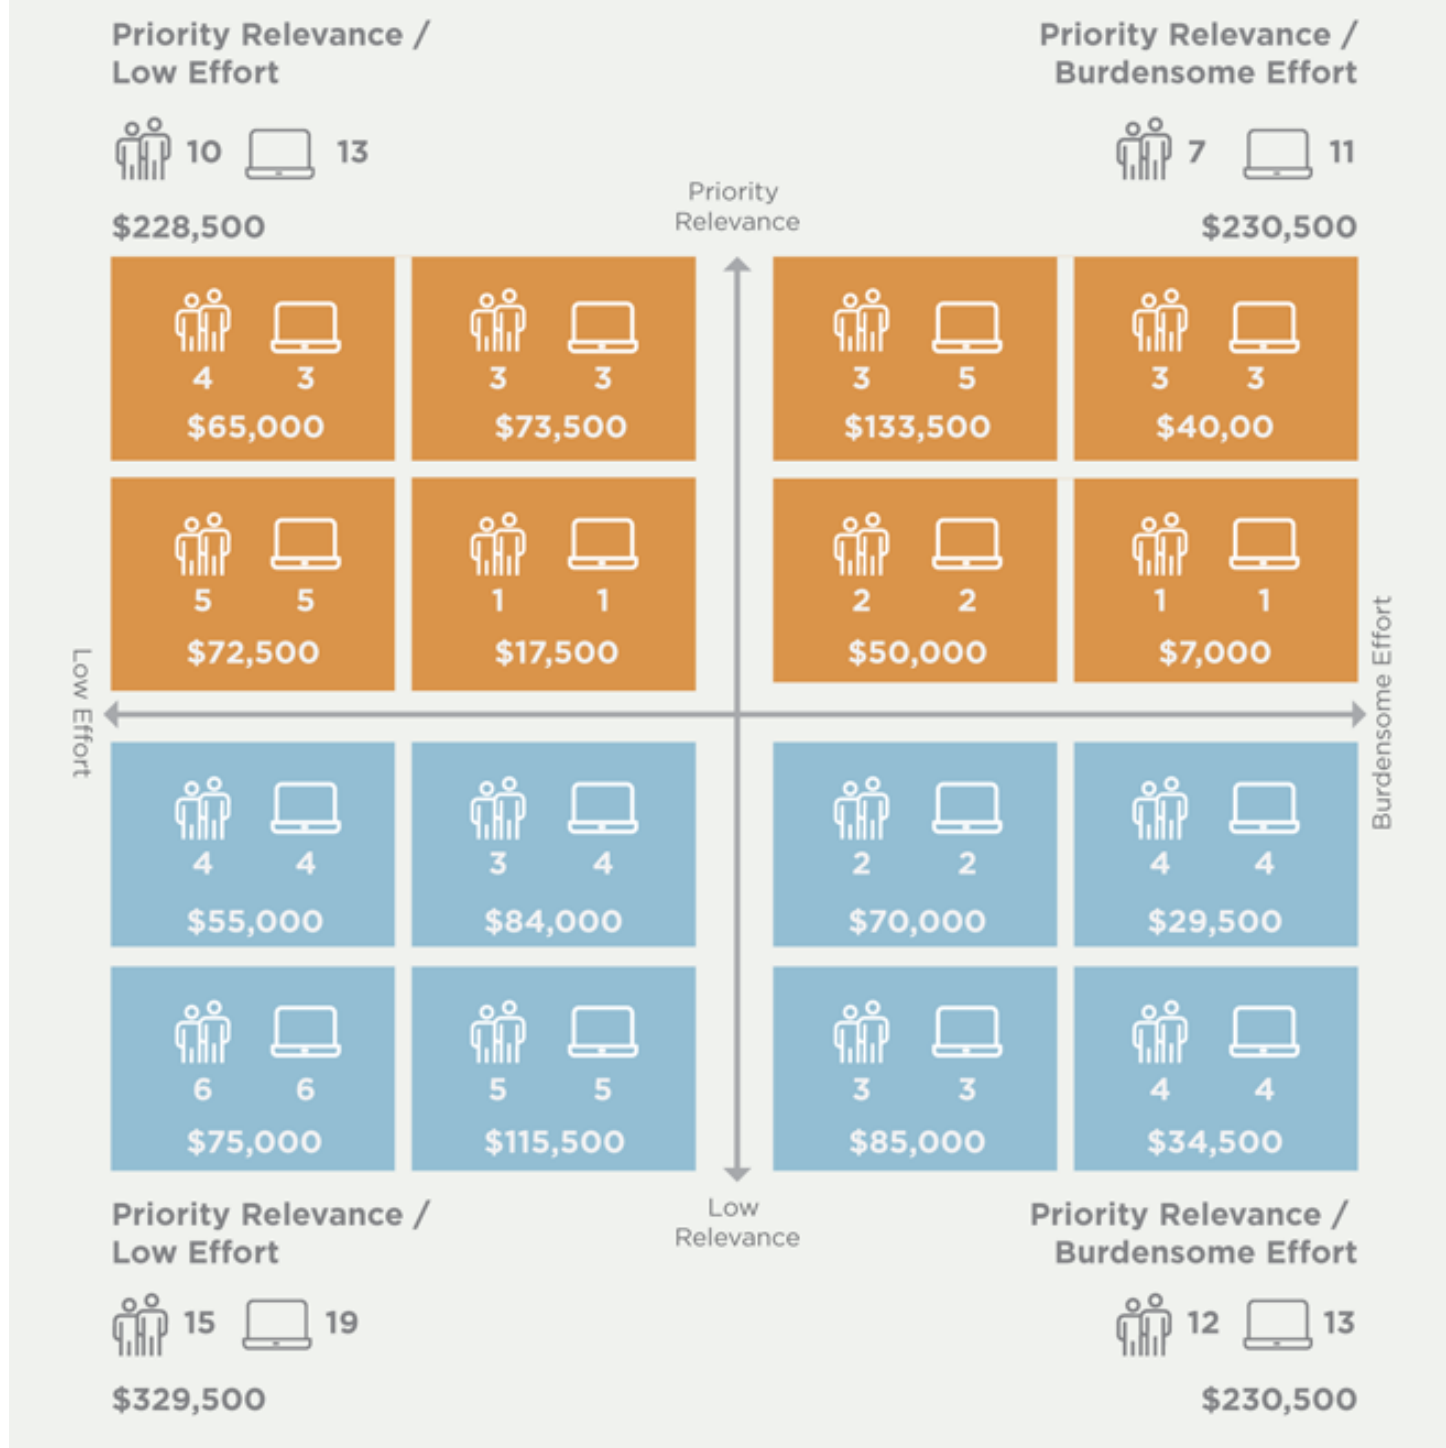 Priority Relevance /
Low Effort
10 13
$228,500
Priority Relevance /
Burdensome Effort
7 11
$230,500
Priority
Relevance
4 3
$65,000
3 3
$73,500
3 5
$133,500
3 3
$40,00
5 5
$72,500
1 1
$17,500
2 2
$50,000
1 1
$7,000
Low Effort
Burdensome Effort
4 4
$55,000
3 4
$84,000
2 2
$70,000
4 4
$29,500
6 6
$75,000
5 5
$115,500
3 3
$85,000
4 4
$34,500
Low
Relevance
Priority Relevance /
Low Effort
15 19
$329,500
Priority Relevance /
Burdensome Effort
12 13
$230,500